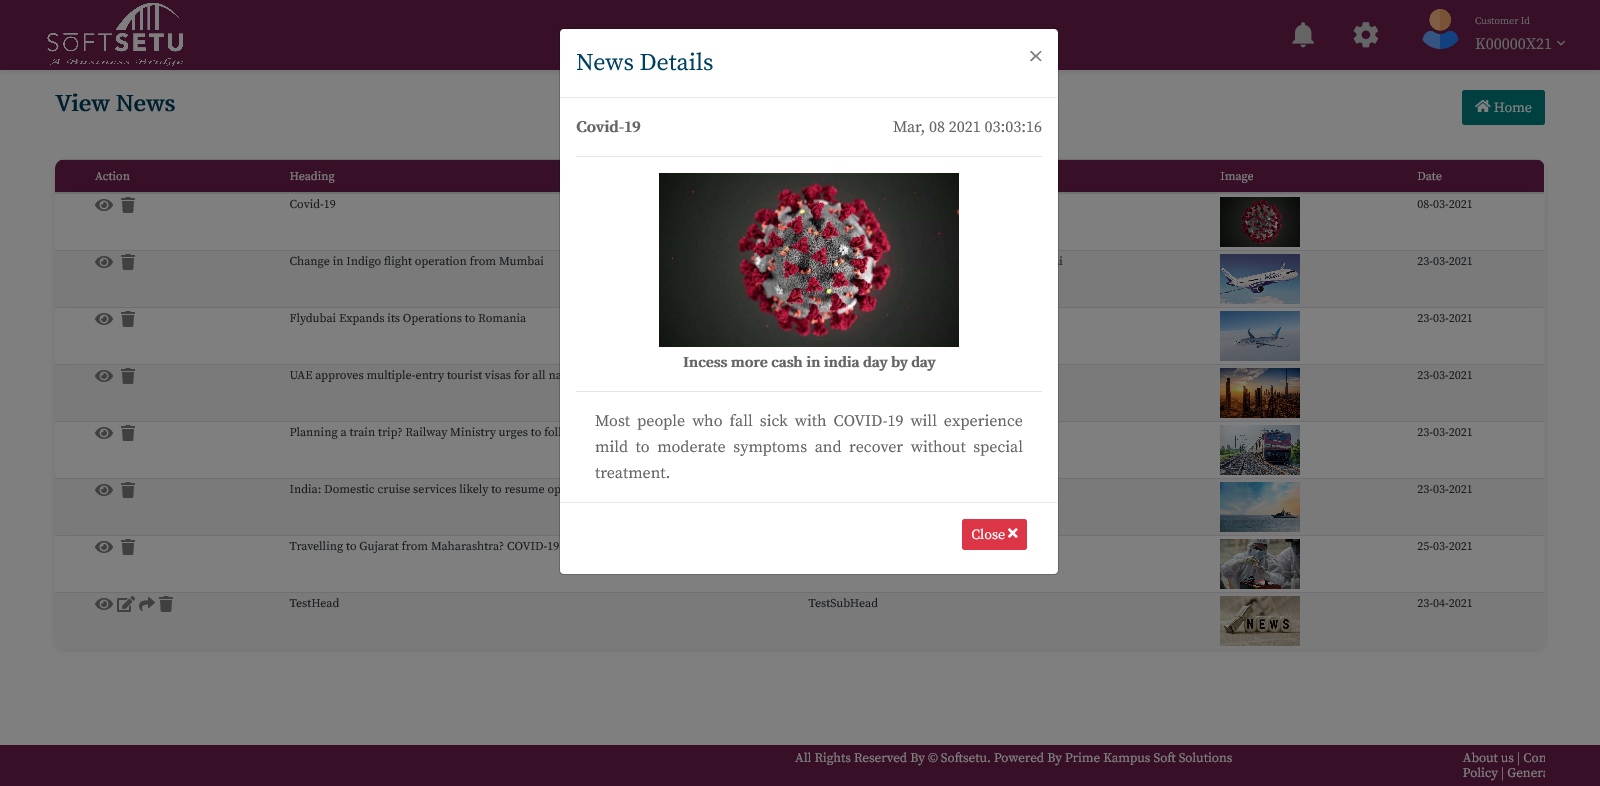 SOFTSETU
A Business Bridge
Customer Id
K00000X21
View News
Home
News Details
×
Covid-19
Mar, 08 2021 03:03:16
Incess more cash in india day by day
Most people who fall sick with COVID-19 will experience
mild to moderate symptoms and recover without special
treatment.
Close
Action Heading Image Date
Covid-19 08-03-2021
Change in Indigo flight operation from Mumbai 23-03-2021
Flydubai Expands its Operations to Romania 23-03-2021
UAE approves multiple-entry tourist visas for all 23-03-2021
Planning a train trip? Railway Ministry urges to 23-03-2021
India: Domestic cruise services likely to resume 23-03-2021
Travelling to Gujarat from Maharashtra? COVID-19 25-03-2021
TestHead TestSubHead NEWS 23-04-2021
All Rights Reserved By © Softsetu. Powered By Prime Kampus Soft Solutions
About us |
Policy |